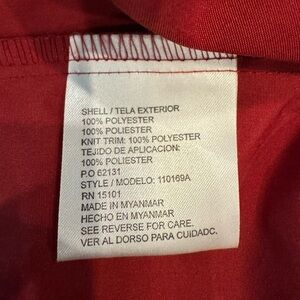 SHELL / TELA EXTERIOR
100% POLYESTER
100% POLIESTER
KNIT TRIM: 100% POLYESTER
TEJIDO DE APLICACION:
100% POLIESTER
P.O 62131
STYLE / MODELO: 110169A
RN 15101
MADE IN MYANMAR
HECHO EN MYANMAR
SEE REVERSE FOR CARE.
VER AL DORSO PARA CUIDADC.